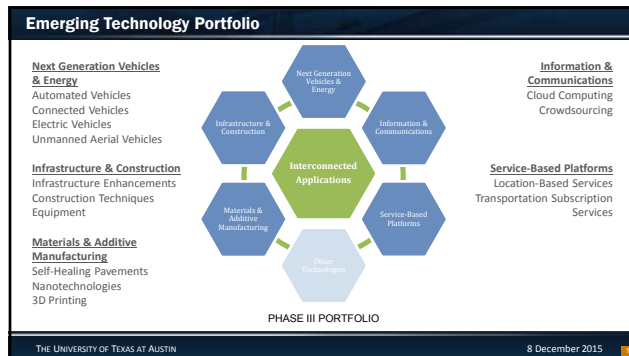 Emerging Technology Portfolio
Next Generation Vehicles
& Energy
Automated Vehicles
Connected Vehicles
Electric Vehicles
Unmanned Aerial Vehicles
Infrastructure & Construction
Infrastructure Enhancements
Construction Techniques
Equipment
Materials & Additive
Manufacturing
Self-Healing Pavements
Nanotechnologies
3D Printing
Next Generation
Vehicles &
Energy
Infrastructure &
Construction
Information &
Communications
Interconnected
Applications
Materials &
Additive
Manufacturing
Service-Based
Platforms
Other
Technologies
PHASE III PORTFOLIO
Information &
Communications
Cloud Computing
Crowdsourcing
Service-Based Platforms
Location-Based Services
Transportation Subscription
Services
THE UNIVERSITY OF TEXAS AT AUSTIN
8 December 2015